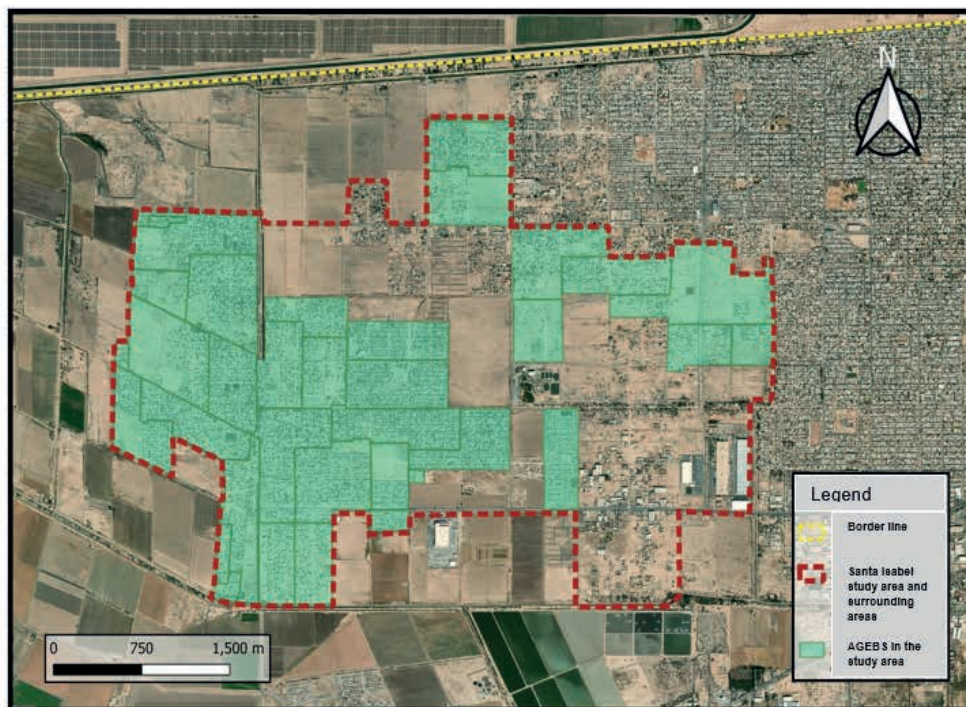 N
Legend
Border line
Santa Isabel
study area and
surrounding
areas
AGEBS in the
study area
0 750 1,500 m